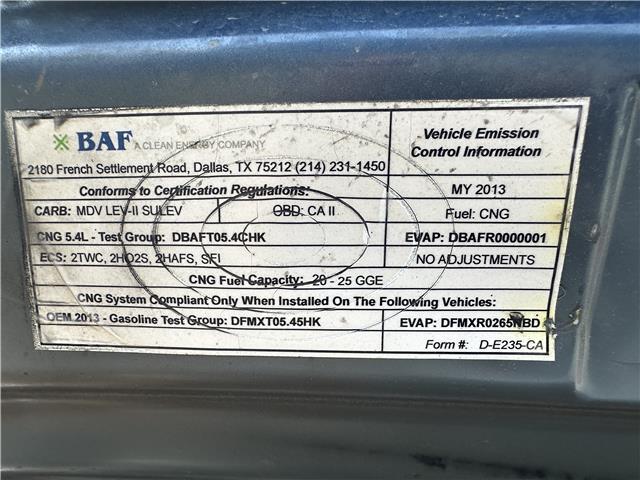 BAF A CLEAN ENERGY COMPANY
2180 French Settlement Road, Dallas, TX 75212 (214) 231-1450
Vehicle Emission
Control Information
Conforms to Certification Regulations:
MY 2013
CARB: MDV LEV-II SULEV OBD: CA II
Fuel: CNG
CNG 5.4L - Test Group: DBAFT05.4CHK
EVAP: DBAFR0000001
ECS: 2TWC, 2HO2S, 2HAFS, SFI
NO ADJUSTMENTS
CNG Fuel Capacity: 20 - 25 GGE
CNG System Compliant Only When Installed On The Following Vehicles:
OEM 2013 - Gasoline Test Group: DFMXT05.45HK
EVAP: DFMXR0265NBD
Form #: D-E235-CA